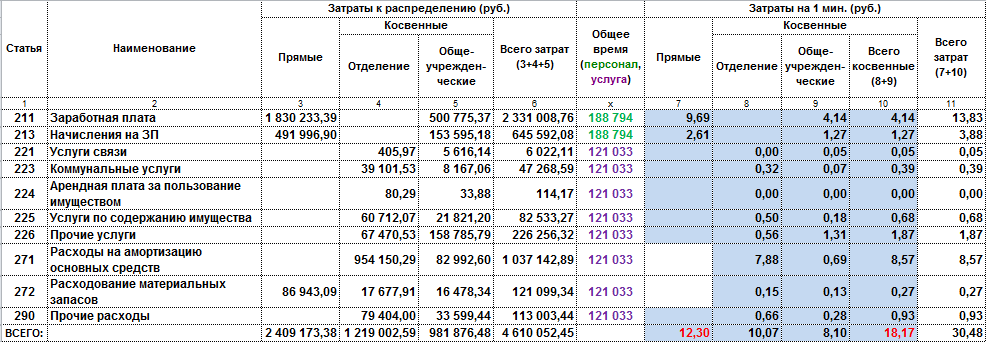 Затраты к распределению (руб.) Затраты на 1 мин. (руб.)
Статья Наименование Прямые Косвенные Всего затрат (3+4+5) Общее время (персонал, услуга) Прямые Косвенные Всего затрат (7+10)
Отделение Обще-учрежден-ческие Отделение Обще-учрежден-ческие Всего косвенные (8+9)
1 2 3 4 5 6 х 7 8 9 10 11
211 Заработная плата 1 830 233,39 500 775,37 2 331 008,76 188 794 9,69 4,14 4,14 13,83
213 Начисления на ЗП 491 996,90 153 595,18 645 592,08 188 794 2,61 1,27 1,27 3,88
221 Услуги связи 405,97 5 616,14 6 022,11 121 033 0,00 0,05 0,05 0,05
223 Коммунальные услуги 39 101,53 8 167,06 47 268,59 121 033 0,32 0,07 0,39 0,39
224 Арендная плата за пользование имуществом 80,29 33,88 114,17 121 033 0,00 0,00 0,00 0,00
225 Услуги по содержанию имущества 60 712,07 21 821,20 82 533,27 121 033 0,50 0,18 0,68 0,68
226 Прочие услуги 67 470,53 158 785,79 226 256,32 121 033 0,56 1,31 1,87 1,87
271 Расходы на амортизацию основных средств 954 150,29 82 992,60 1 037 142,89 121 033 7,88 0,69 8,57 8,57
272 Расходование материальных запасов 86 943,09 17 677,91 16 478,34 121 099,34 121 033 0,15 0,13 0,27 0,27
290 Прочие расходы 79 404,00 33 599,44 113 003,44 121 033 0,66 0,28 0,93 0,93
ВСЕГО: 2 409 173,38 1 219 002,59 981 876,48 4 610 052,45 12,30 10,07 8,10 18,17 30,48